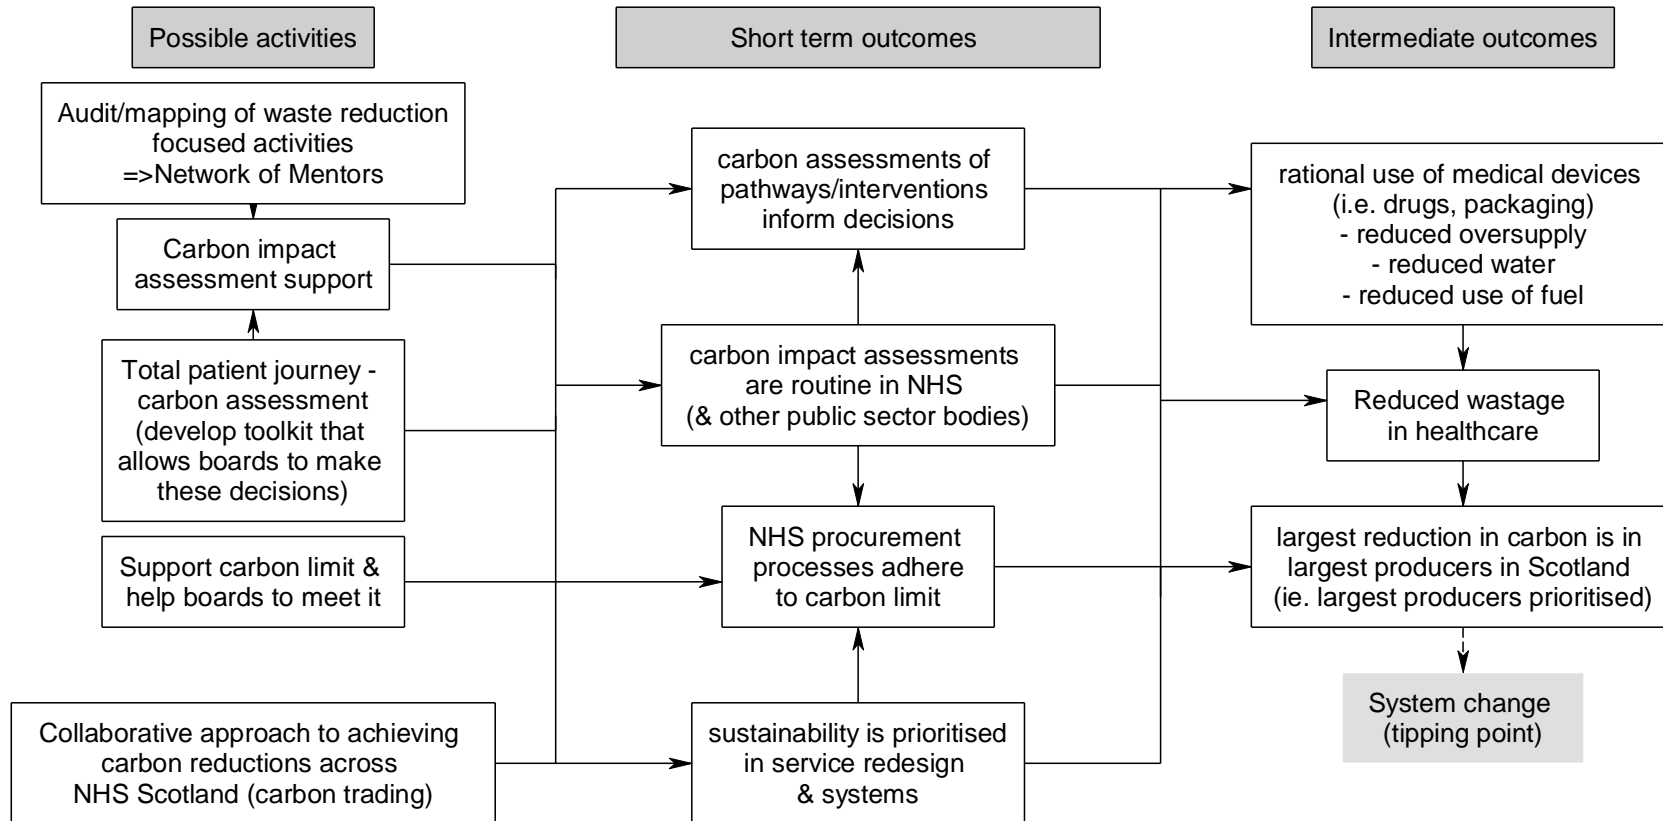 Possible activities
Short term outcomes
Intermediate outcomes
Audit/mapping of waste reduction
focused activities
=>Network of Mentors
Carbon impact
assessment support
Total patient journey -
carbon assessment
(develop toolkit that
allows boards to make
these decisions)
Support carbon limit &
help boards to meet it
Collaborative approach to achieving
carbon reductions across
NHS Scotland (carbon trading)
carbon assessments of
pathways/interventions
inform decisions
carbon impact assessments
are routine in NHS
(& other public sector bodies)
NHS procurement
processes adhere
to carbon limit
sustainability is prioritised
in service redesign
& systems
rational use of medical devices
(i.e. drugs, packaging)
- reduced oversupply
- reduced water
- reduced use of fuel
Reduced wastage
in healthcare
largest reduction in carbon is in
largest producers in Scotland
(ie. largest producers prioritised)
System change
(tipping point)